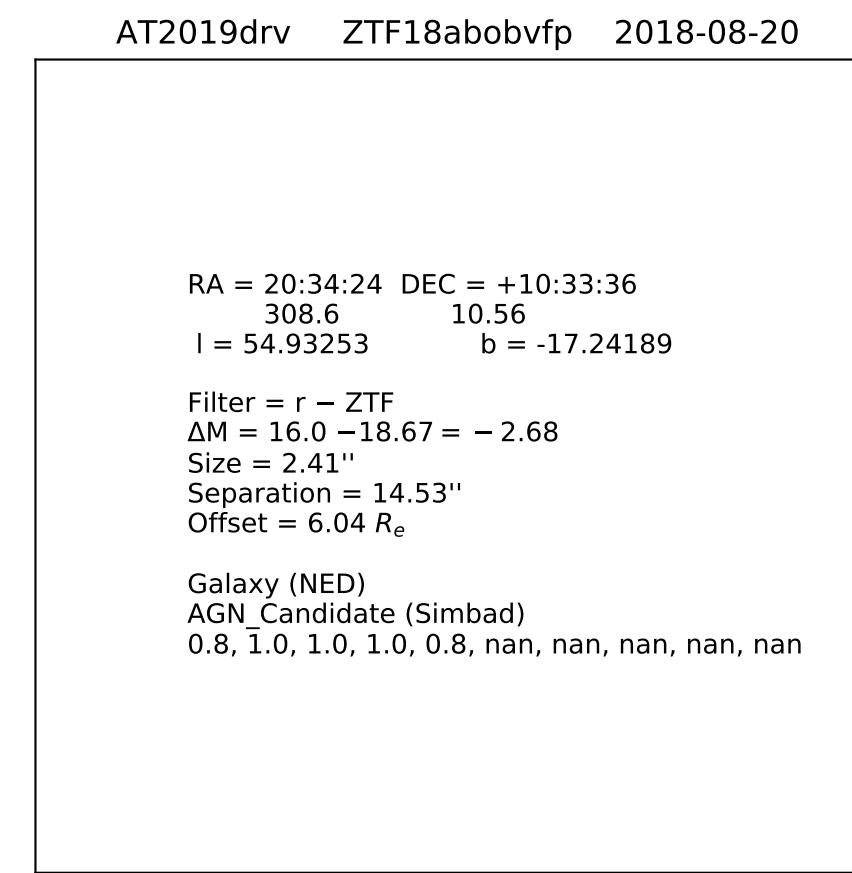 AT2019drv ZTF18abobvfp 2018-08-20
RA = 20:34:24 DEC = +10:33:36
308.6 10.56
l = 54.93253 b = -17.24189
Filter = r − ZTF
ΔM = 16.0 −18.67 = − 2.68
Size = 2.41''
Separation = 14.53''
Offset = 6.04 Re
Galaxy (NED)
AGN_Candidate (Simbad)
0.8, 1.0, 1.0, 1.0, 0.8, nan, nan, nan, nan, nan